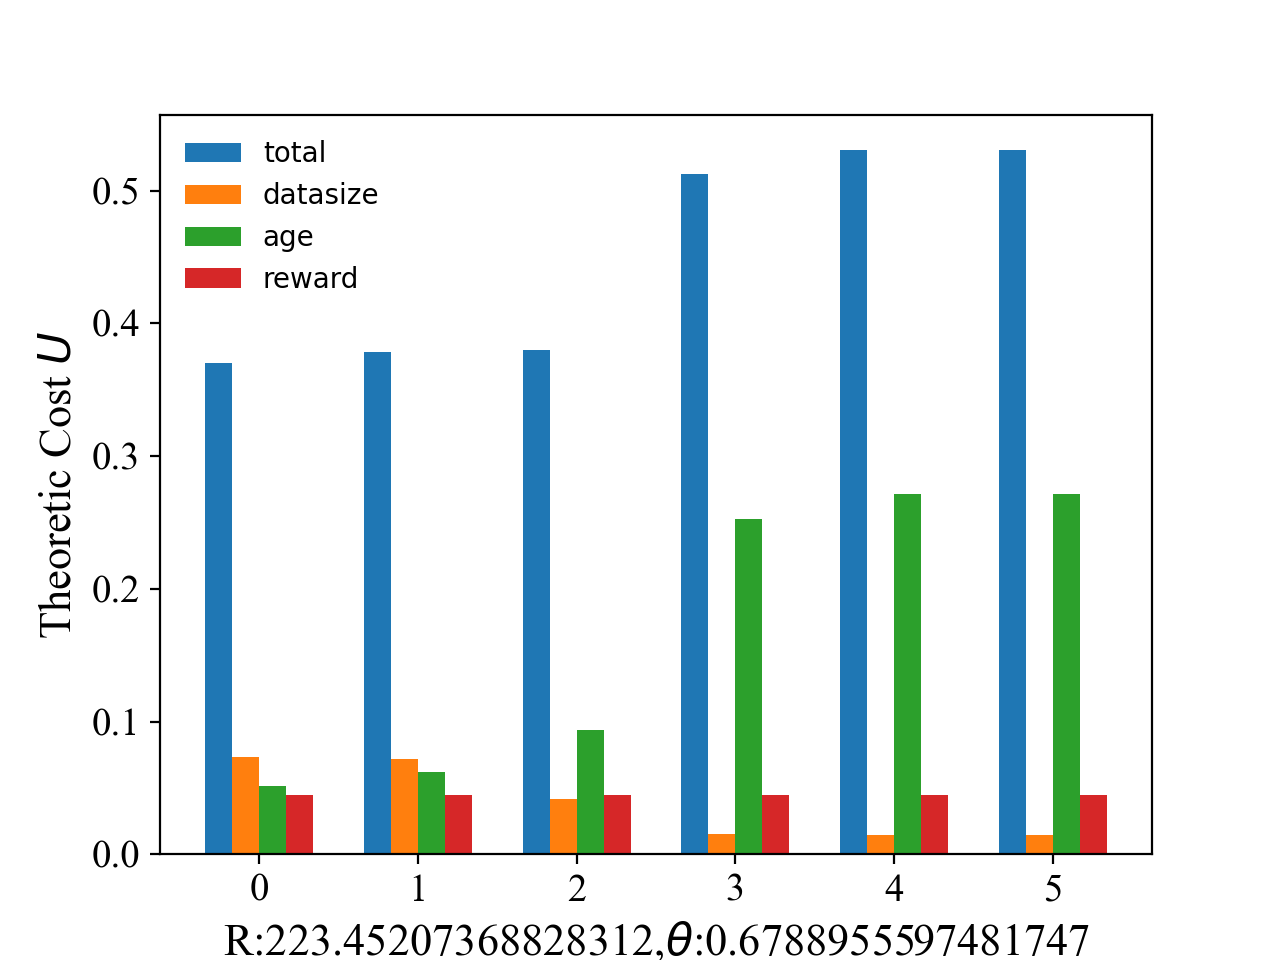 total
datasize
age
reward
0.5
0.4
0.3
0.2
0.1
0.0
Theoretic Cost U
0 1 2 3 4 5
R:223.45207368828312,θ:0.6788955597481747